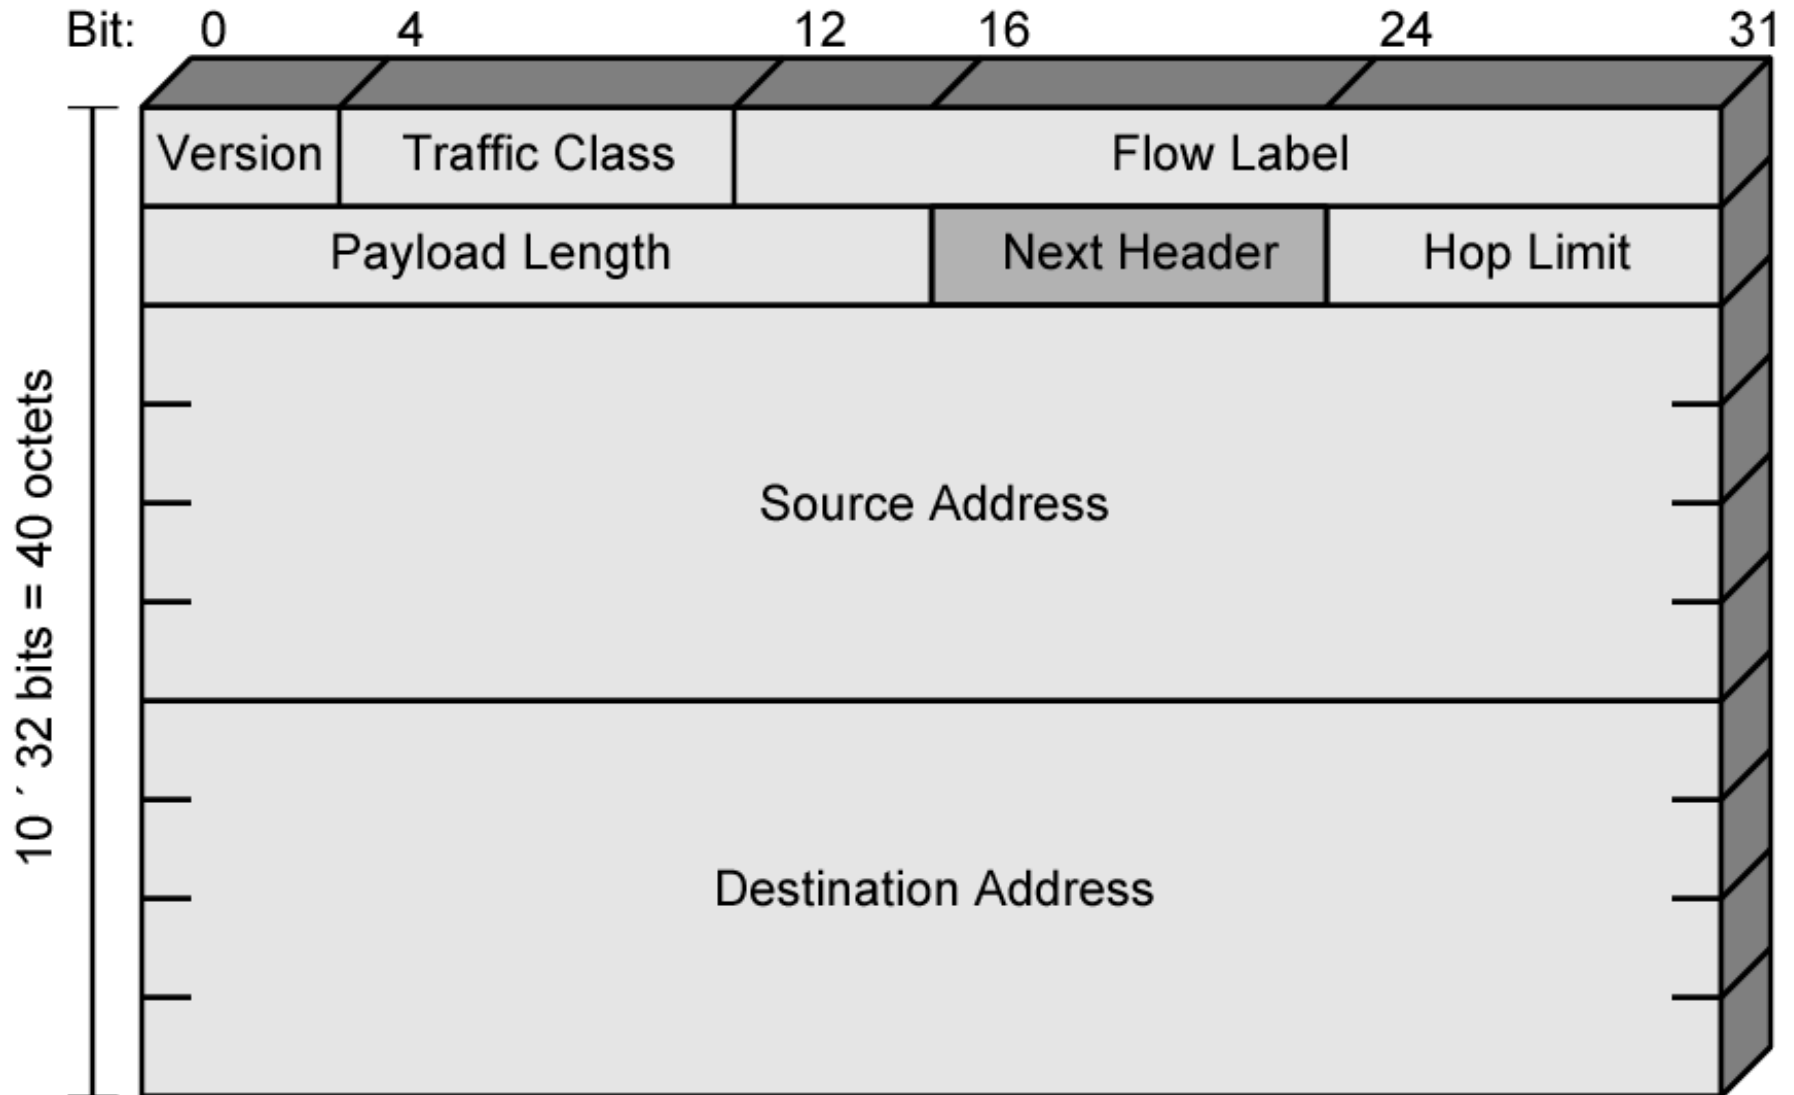 Bit: 0 4 12 16 24 31
Version Traffic Class Flow Label
Payload Length Next Header Hop Limit
10 ´ 32 bits = 40 octets
Source Address
Destination Address